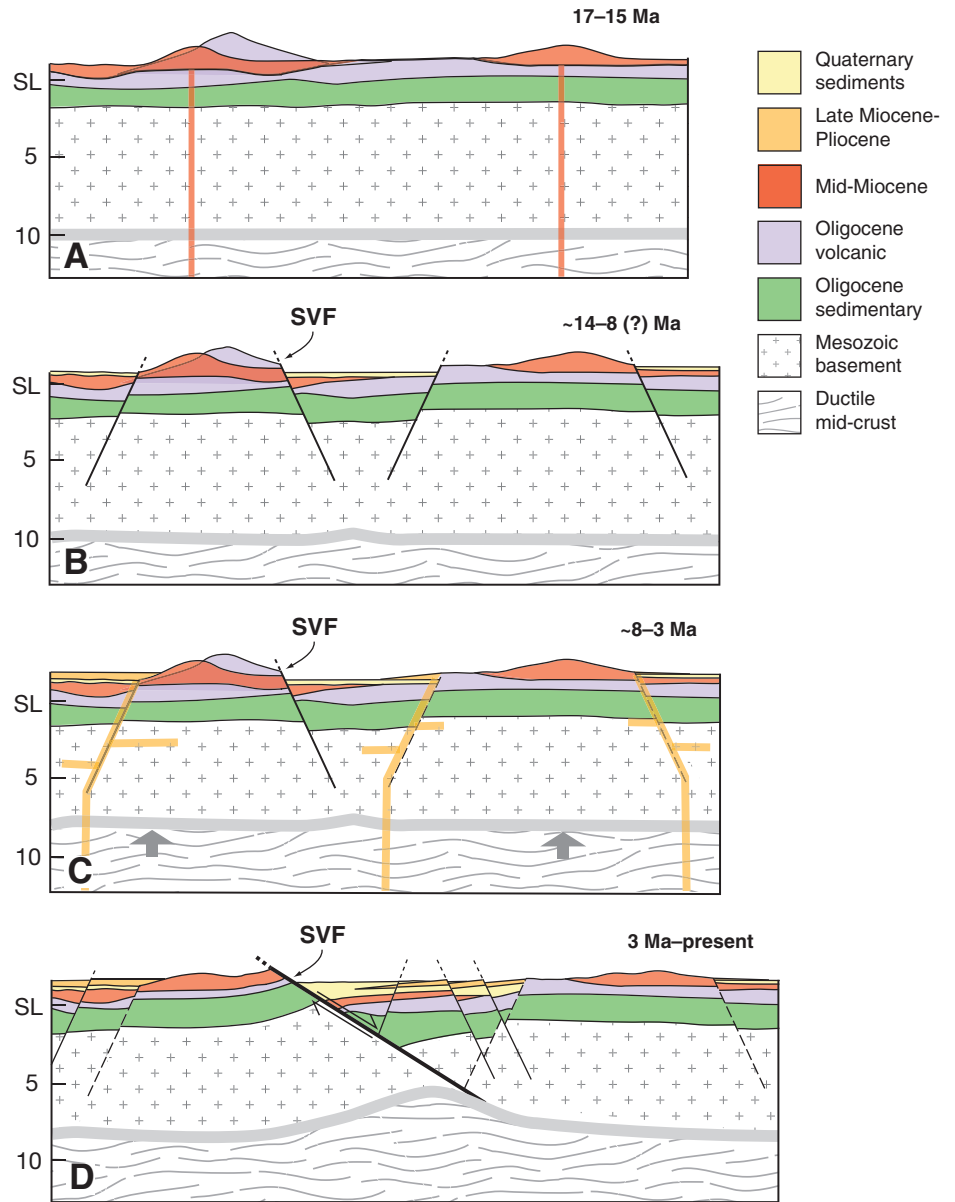 17–15 Ma
SL
5
10
A
Quaternary
sediments
Late Miocene-
Pliocene
Mid-Miocene
Oligocene
volcanic
Oligocene
sedimentary
Mesozoic
basement
Ductile
mid-crust
SVF
~14–8 (?) Ma
SL
5
10
B
SVF
~8–3 Ma
SL
5
10
C
SVF
3 Ma–present
SL
5
10
D